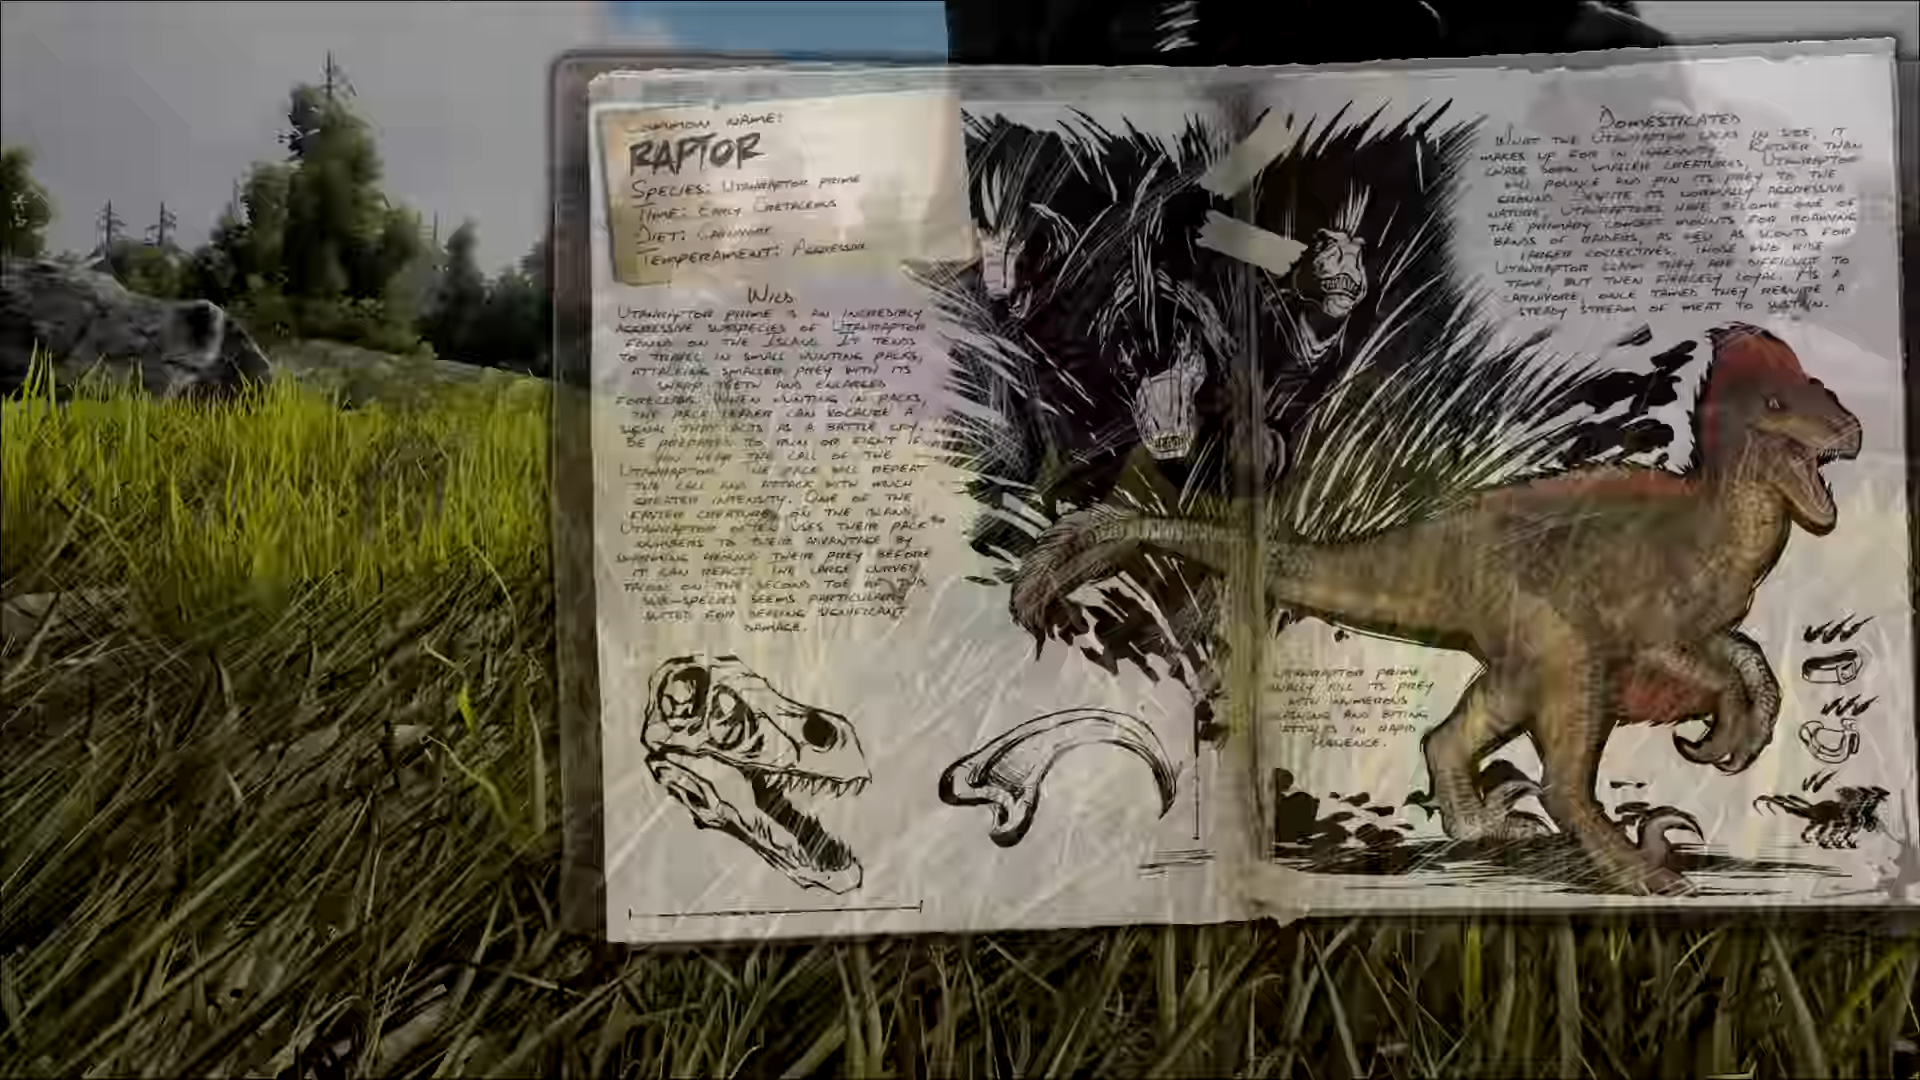 COMMON NAME:
RAPTOR
SPECIES: UTAHRAPTOR PRIME
TIME: EARLY CRETACEOUS
DIET: CARNIVORE
TEMPERAMENT: AGGRESSIVE
WILD
UTAHRAPTOR PRIME IS AN INCREDIBLY
AGGRESSIVE SUBSPECIES OF UTAHRAPTOR
FOUND ON THE ISLAND. IT TENDS
TO TRAVEL IN SMALL HUNTING PACKS,
ATTACKING SMALLER PREY WITH ITS
SHARP TEETH AND ENLARGED
FORECLAWS. WHEN HUNTING IN PACKS,
THE PACK LEADER CAN VOCALIZE A
SIGNAL THAT ACTS AS A BATTLE CRY.
BE PREPARED TO RUN OR FIGHT IF
YOU HEAR THE CALL OF THE
UTAHRAPTOR! THE PACK WILL REPEAT
THE CALL AND ATTACK WITH MUCH
GREATER INTENSITY. ONE OF THE
FASTER CREATURES ON THE ISLAND,
UTAHRAPTOR OFTEN USES THEIR PACK
NUMBERS TO THEIR ADVANTAGE BY
SWARMING AROUND THEIR PREY BEFORE
IT CAN REACT. THE LARGE CURVED
TALON ON THE SECOND TOE OF THIS
SUB-SPECIES SEEMS PARTICULARLY
SUITED FOR DEALING SIGNIFICANT
DAMAGE.
DOMESTICATED
WHAT THE UTAHRAPTOR LACKS IN SIZE, IT
MAKES UP FOR IN INGENUITY. RATHER THAN
CHASE DOWN SMALLER CREATURES, UTAHRAPTOR
WILL POUNCE AND PIN ITS PREY TO THE
GROUND. DESPITE ITS NORMALLY AGGRESSIVE
NATURE, UTAHRAPTORS HAVE BECOME ONE OF
THE PRIMARY COMBAT MOUNTS FOR ROAMING
BANDS OF RAIDERS, AS WELL AS SCOUTS FOR
LARGER COLLECTIVES. THOSE WHO RIDE
UTAHRAPTOR CLAIM THEY ARE DIFFICULT TO
TAME, BUT THEN FIERCELY LOYAL. AS A
CARNIVORE, ONCE TAMED, THEY REQUIRE A
STEADY STREAM OF MEAT TO SUSTAIN.
UTAHRAPTOR PRIME
USUALLY KILL ITS PREY
WITH NUMEROUS
SLASHING AND BITING
ATTACKS IN RAPID
SEQUENCE.